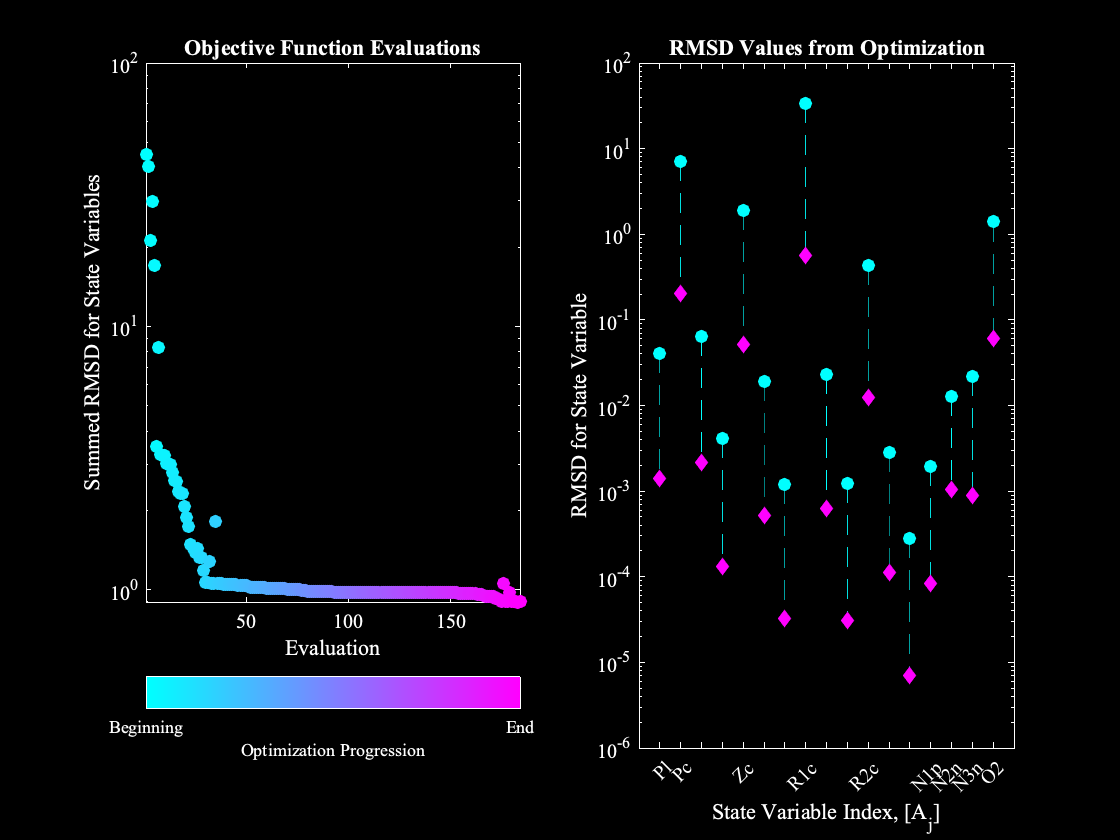 Objective Function Evaluations
10^2
10^1
10^0
Summed RMSD for State Variables
50 100 150
Evaluation
Beginning End
Optimization Progression
RMSD Values from Optimization
10^2
10^1
10^0
10^-1
10^-2
10^-3
10^-4
10^-5
10^-6
RMSD for State Variable
Pl Pc Zc R1c R2c N1p N2n N3n O2
State Variable Index, [A_j]